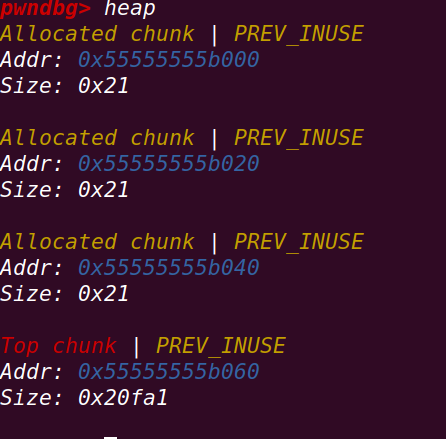 pwndbg> heap
Allocated chunk | PREV_INUSE
Addr: 0x55555555b000
Size: 0x21
Allocated chunk | PREV_INUSE
Addr: 0x55555555b020
Size: 0x21
Allocated chunk | PREV_INUSE
Addr: 0x55555555b040
Size: 0x21
Top chunk | PREV_INUSE
Addr: 0x55555555b060
Size: 0x20fa1